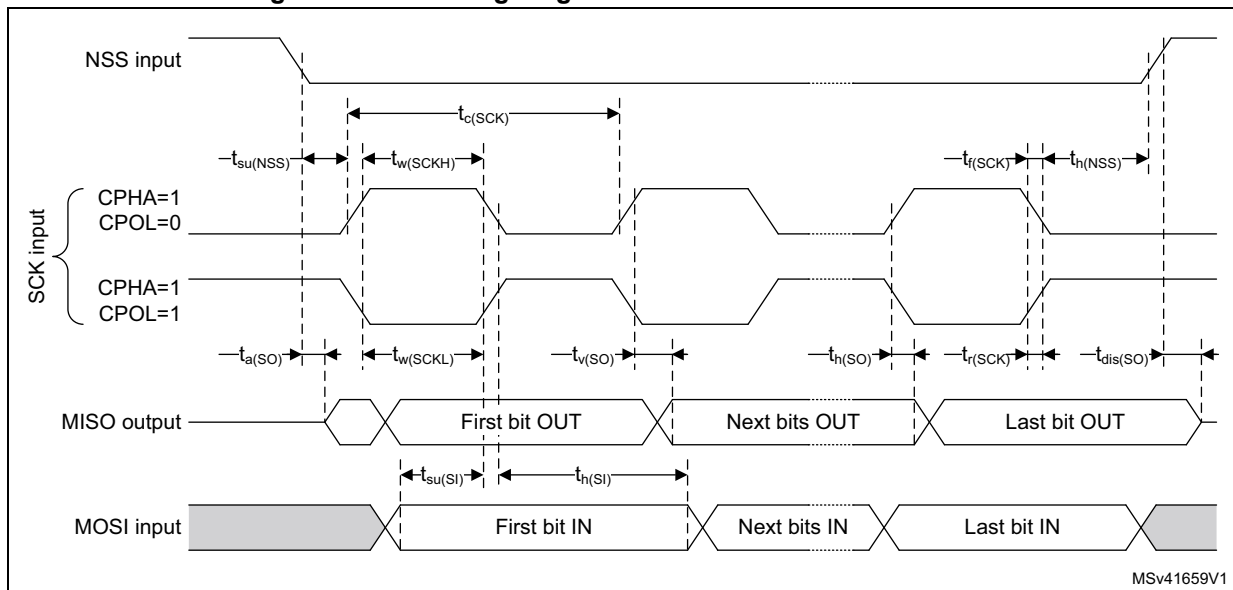 NSS input
tc(SCK)
tsu(NSS) tw(SCKH) tf(SCK) th(NSS)
CPHA=1
CPOL=0
SCK input
CPHA=1
CPOL=1
ta(SO) tw(SCKL) tv(SO) th(SO) tr(SCK) tdis(SO)
MISO output First bit OUT Next bits OUT Last bit OUT
tsu(SI) th(SI)
MOSI input First bit IN Next bits IN Last bit IN
MSv41659V1